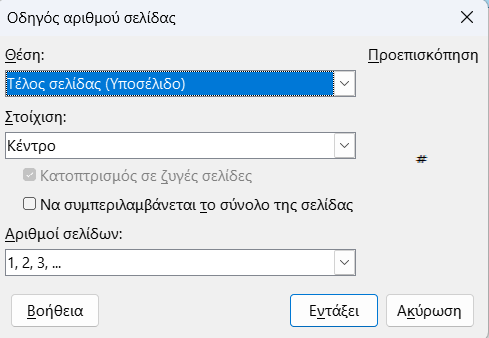 Οδηγός αριθμού σελίδας
Θέση:
Προεπισκόπηση
Τέλος σελίδας (Υποσέλιδο)
Στοίχιση:
Κέντρο
#
Κατοπτρισμός σε ζυγές σελίδες
Να συμπεριλαμβάνεται το σύνολο της σελίδας
Αριθμοί σελίδων:
1, 2, 3, ...
Βοήθεια Εντάξει Ακύρωση